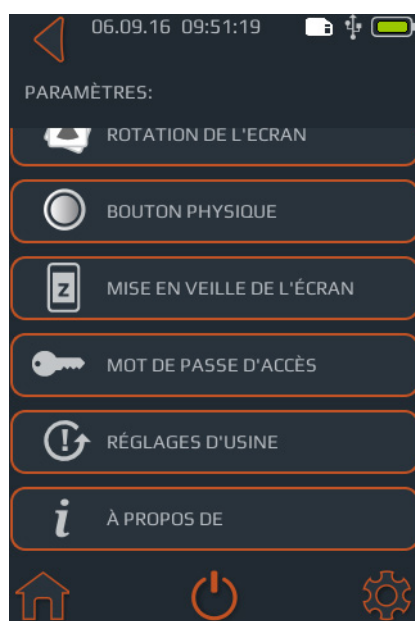 06.09.16 09:51:19
PARAMÈTRES:
ROTATION DE L'ÉCRAN
BOUTON PHYSIQUE
z
MISE EN VEILLE DE L'ÉCRAN
MOT DE PASSE D'ACCÈS
RÉGLAGES D'USINE
À PROPOS DE